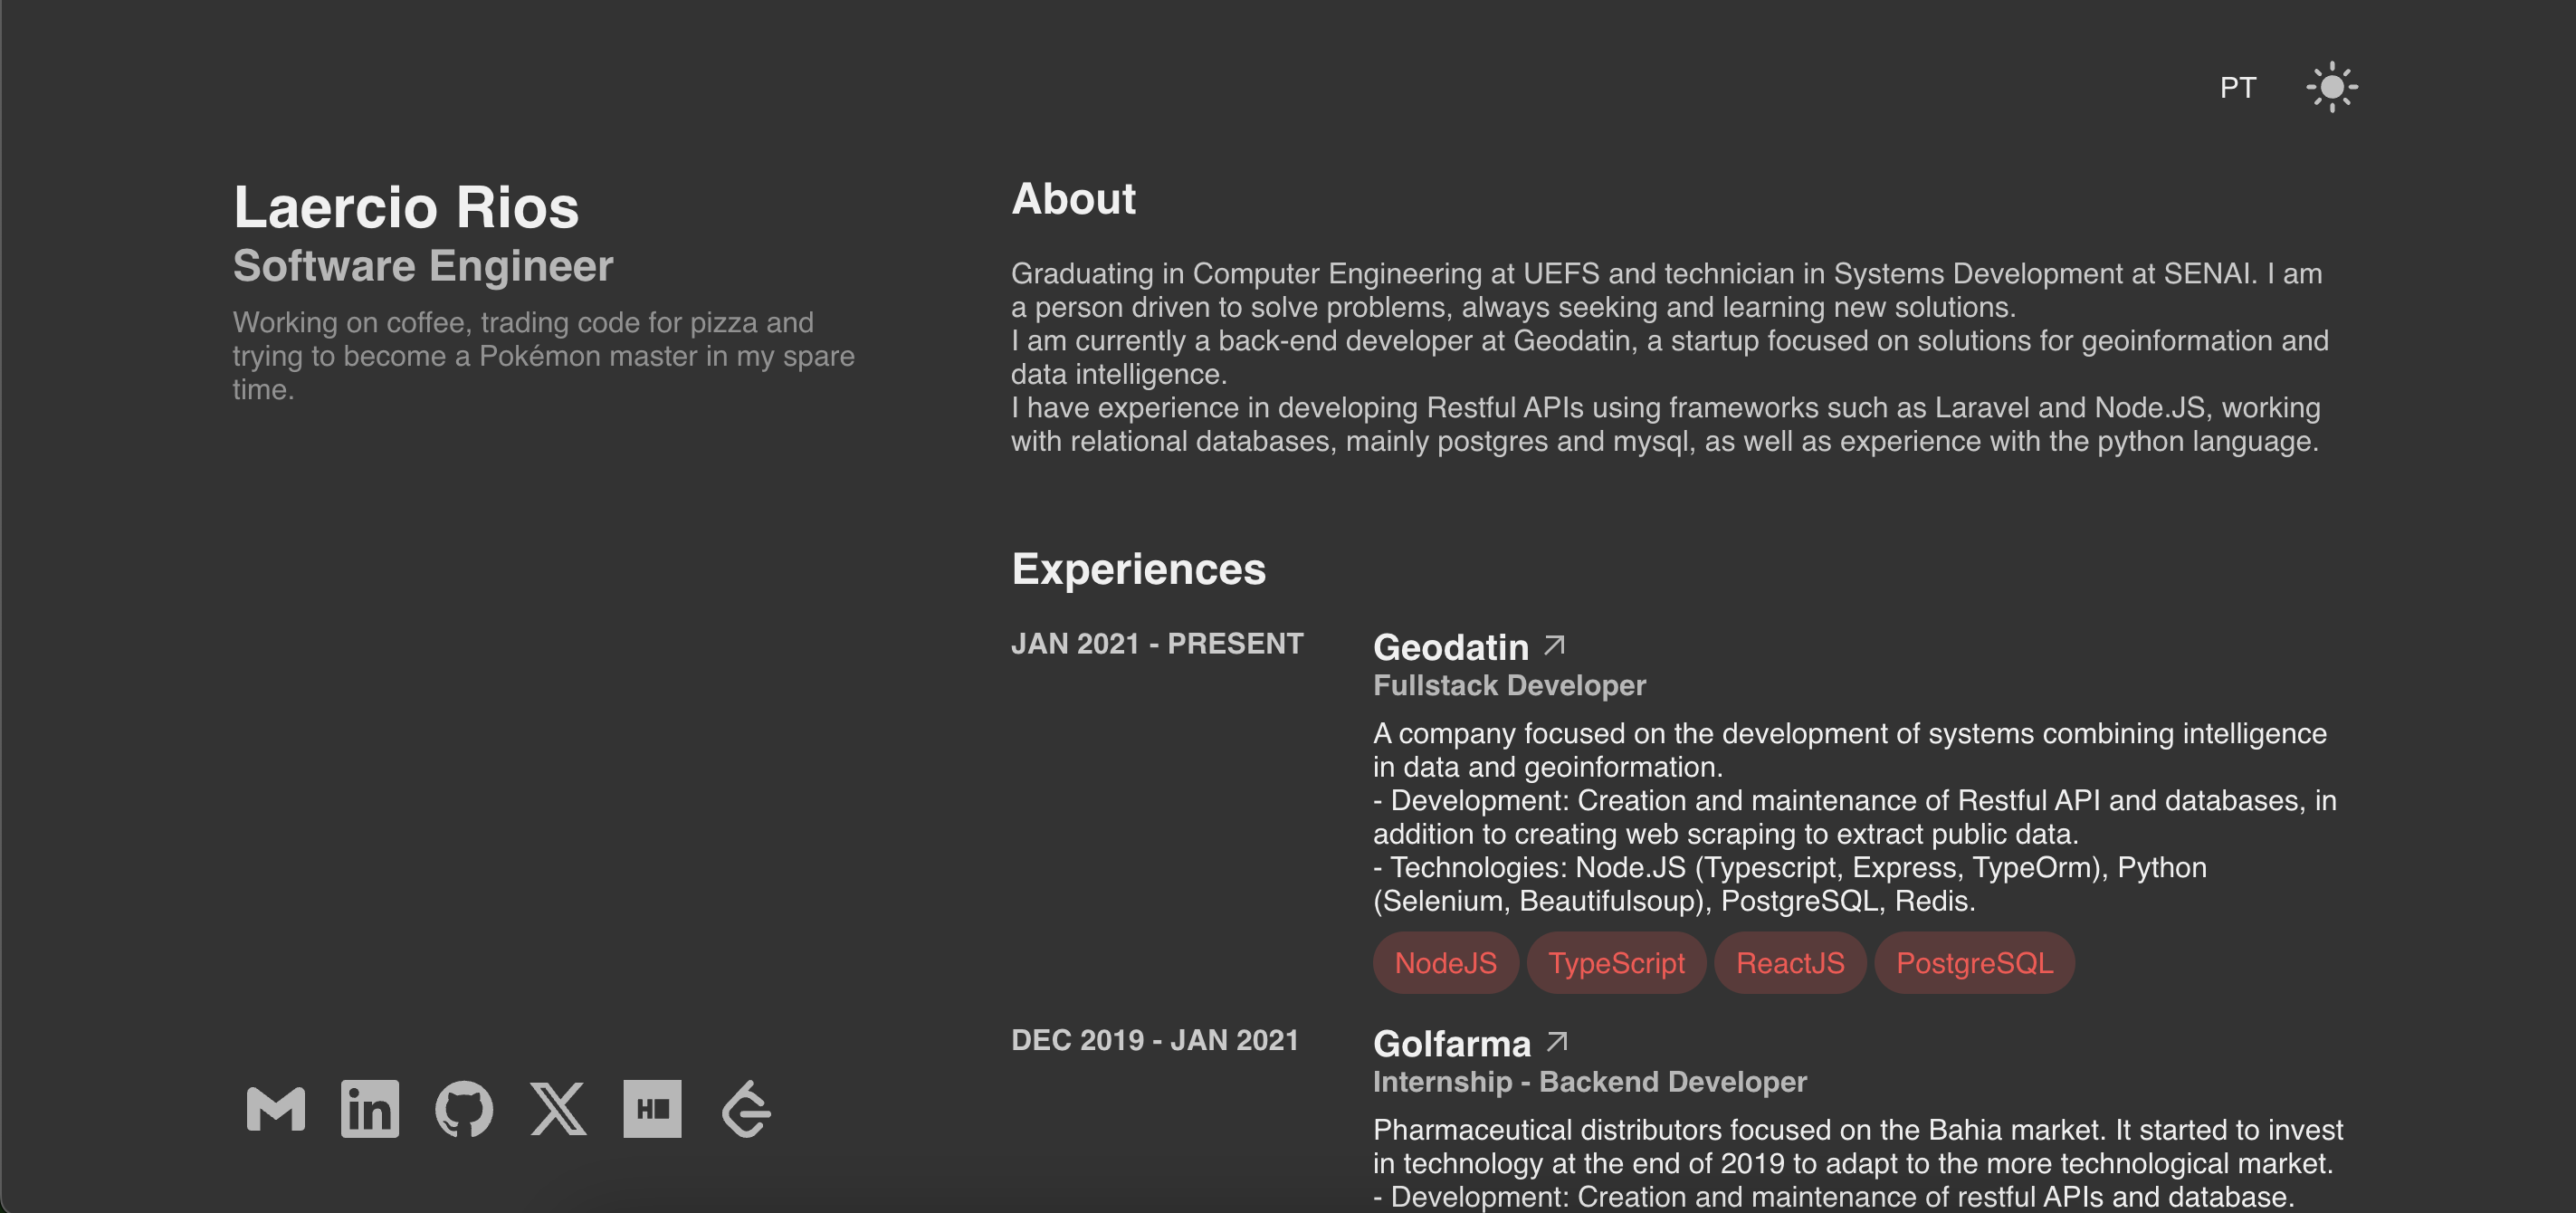 PT
Laercio Rios
Software Engineer
Working on coffee, trading code for pizza and
trying to become a Pokémon master in my spare
time.
About
Graduating in Computer Engineering at UEFS and technician in Systems Development at SENAI. I am
a person driven to solve problems, always seeking and learning new solutions.
I am currently a back-end developer at Geodatin, a startup focused on solutions for geoinformation and
data intelligence.
I have experience in developing Restful APIs using frameworks such as Laravel and Node.JS, working
with relational databases, mainly postgres and mysql, as well as experience with the python language.
Experiences
JAN 2021 - PRESENT
Geodatin
Fullstack Developer
A company focused on the development of systems combining intelligence
in data and geoinformation.
- Development: Creation and maintenance of Restful API and databases, in
addition to creating web scraping to extract public data.
- Technologies: Node.JS (Typescript, Express, TypeOrm), Python
(Selenium, Beautifulsoup), PostgreSQL, Redis.
NodeJS TypeScript ReactJS PostgreSQL
DEC 2019 - JAN 2021
Golfarma
Internship - Backend Developer
Pharmaceutical distributors focused on the Bahia market. It started to invest
in technology at the end of 2019 to adapt to the more technological market.
- Development: Creation and maintenance of restful APIs and database.
in
H